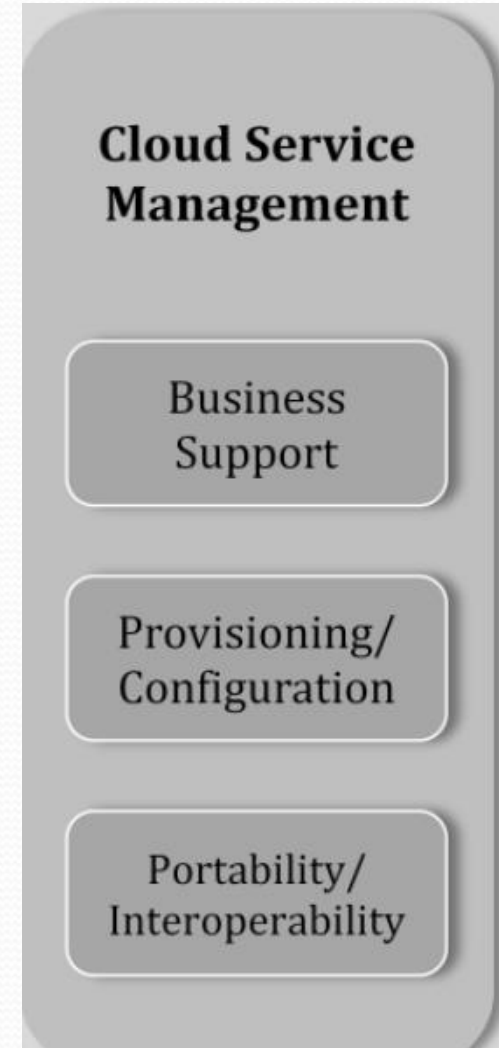 Cloud Service
Management
Business
Support
Provisioning/
Configuration
Portability/
Interoperability